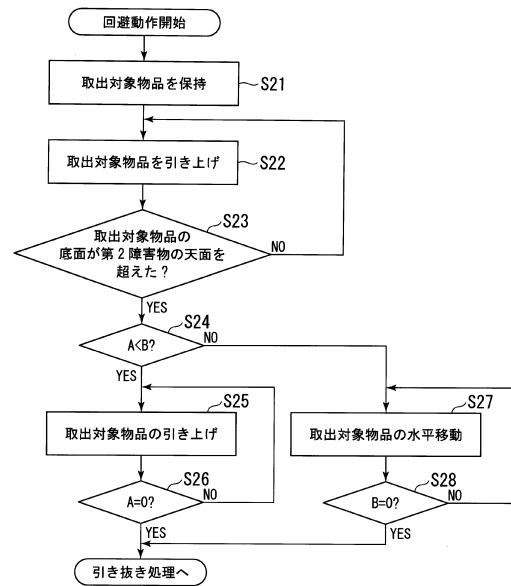 回避動作開始
取出対象物品を保持
S21
取出対象物品を引き上げ
S22
S23
取出対象物品の
底面が第2障害物の天面を
超えた?
NO
YES
S24
A<B?
NO
YES
S25
取出対象物品の引き上げ
S26
A=0?
NO
YES
S27
取出対象物品の水平移動
S28
B=0?
NO
YES
引き抜き処理へ